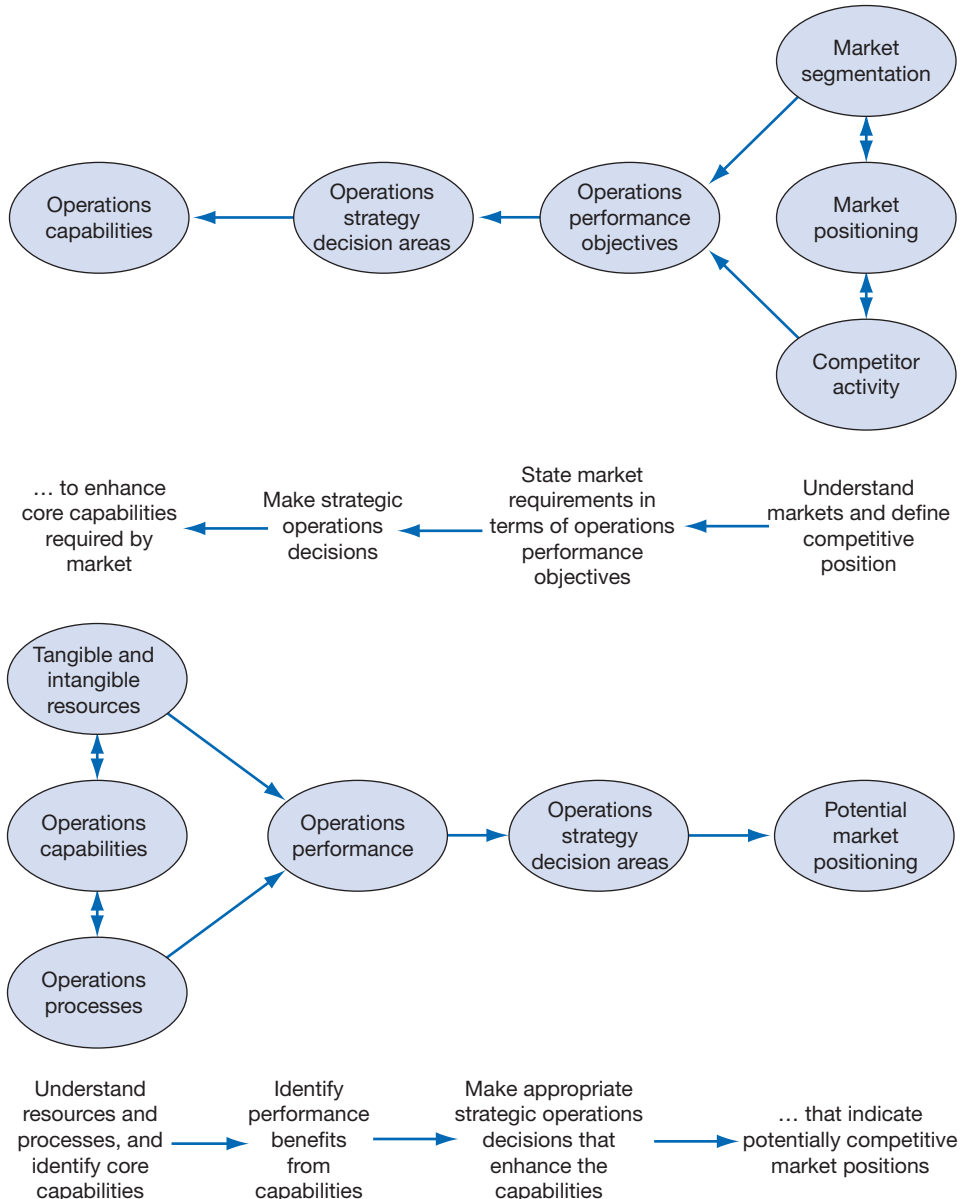 Market
segmentation
Operations
capabilities
Operations
strategy
decision areas
Operations
performance
objectives
Market
positioning
Competitor
activity
… to enhance
core capabilities
required by
market
Make strategic
operations
decisions
State market
requirements in
terms of operations
performance
objectives
Understand
markets and define
competitive
position
Tangible and
intangible
resources
Operations
capabilities
Operations
performance
Operations
strategy
decision areas
Potential
market
positioning
Operations
processes
Understand
resources and
processes, and
identify core
capabilities
Identify
performance
benefits
from
capabilities
Make appropriate
strategic operations
decisions that
enhance the
capabilities
… that indicate
potentially competitive
market positions